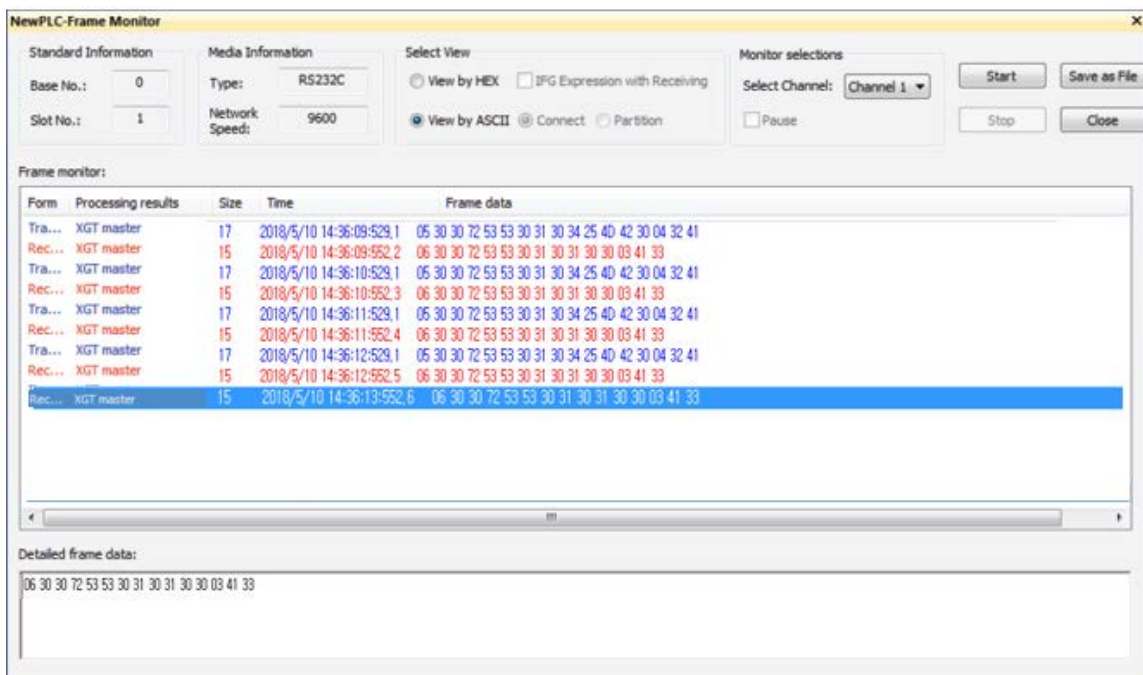 NewPLC-Frame Monitor
Standard Information
Base No.: 0
Slot No.: 1
Media Information
Type: RS232C
Network Speed: 9600
Select View
View by HEX IFG Expression with Receiving
View by ASCII Connect Partition
Monitor selections
Select Channel: Channel 1
Pause
Start Save as File
Stop Close
Frame monitor:
Form Processing results Size Time Frame data
Tra... XGT master 17 2018/5/10 14:36:09:529,1 05 30 30 72 53 53 30 31 30 34 25 4D 42 30 04 32 41
Rec... XGT master 15 2018/5/10 14:36:09:552,2 06 30 30 72 53 53 30 31 30 31 30 30 03 41 33
Tra... XGT master 17 2018/5/10 14:36:10:529,1 05 30 30 72 53 53 30 31 30 34 25 4D 42 30 04 32 41
Rec... XGT master 15 2018/5/10 14:36:10:552,3 06 30 30 72 53 53 30 31 30 31 30 30 03 41 33
Tra... XGT master 17 2018/5/10 14:36:11:529,1 05 30 30 72 53 53 30 31 30 34 25 4D 42 30 04 32 41
Rec... XGT master 15 2018/5/10 14:36:11:552,4 06 30 30 72 53 53 30 31 30 31 30 30 03 41 33
Tra... XGT master 17 2018/5/10 14:36:12:529,1 05 30 30 72 53 53 30 31 30 34 25 4D 42 30 04 32 41
Rec... XGT master 15 2018/5/10 14:36:12:552,5 06 30 30 72 53 53 30 31 30 31 30 30 03 41 33
Rec... XGT master 15 2018/5/10 14:36:13:552,6 06 30 30 72 53 53 30 31 30 31 30 30 03 41 33
Detailed frame data:
06 30 30 72 53 53 30 31 30 31 30 30 03 41 33